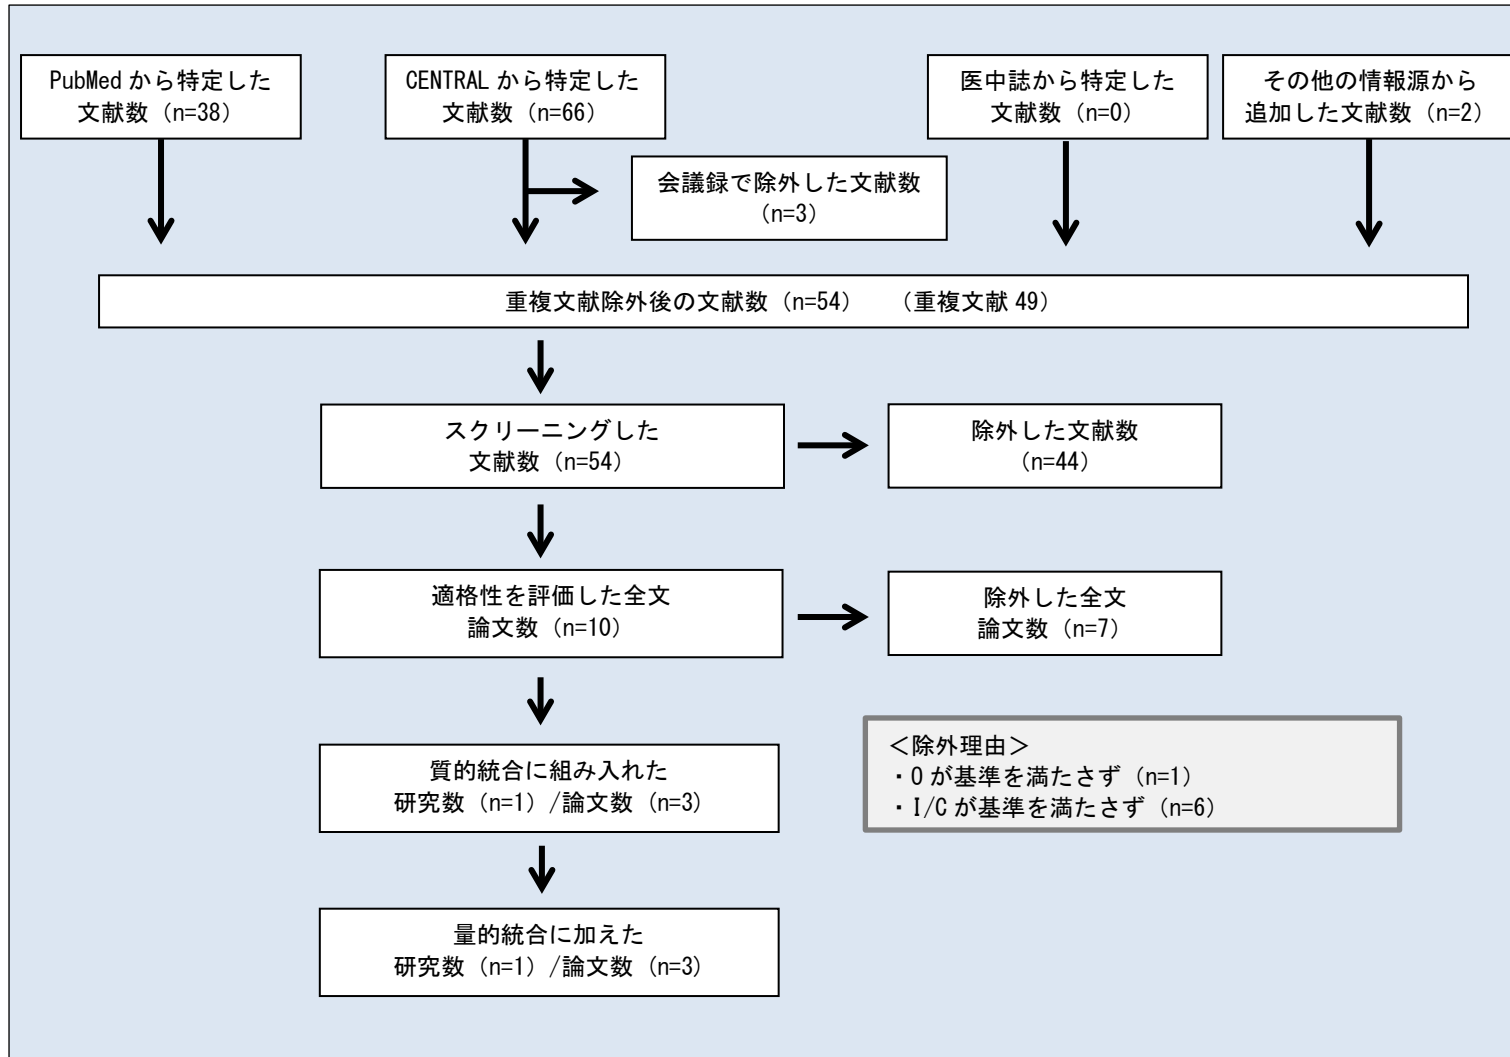 PubMed から特定した
文献数（n=38）
CENTRAL から特定した
文献数（n=66）
医中誌から特定した
文献数（n=0）
その他の情報源から
追加した文献数（n=2）
会議録で除外した文献数
（n=3）
重複文献除外後の文献数（n=54）　（重複文献 49）
スクリーニングした
文献数（n=54）
除外した文献数
（n=44）
適格性を評価した全文
論文数（n=10）
除外した全文
論文数（n=7）
＜除外理由＞
・O が基準を満たさず（n=1）
・I/C が基準を満たさず（n=6）
質的統合に組み入れた
研究数（n=1）/論文数（n=3）
量的統合に加えた
研究数（n=1）/論文数（n=3）